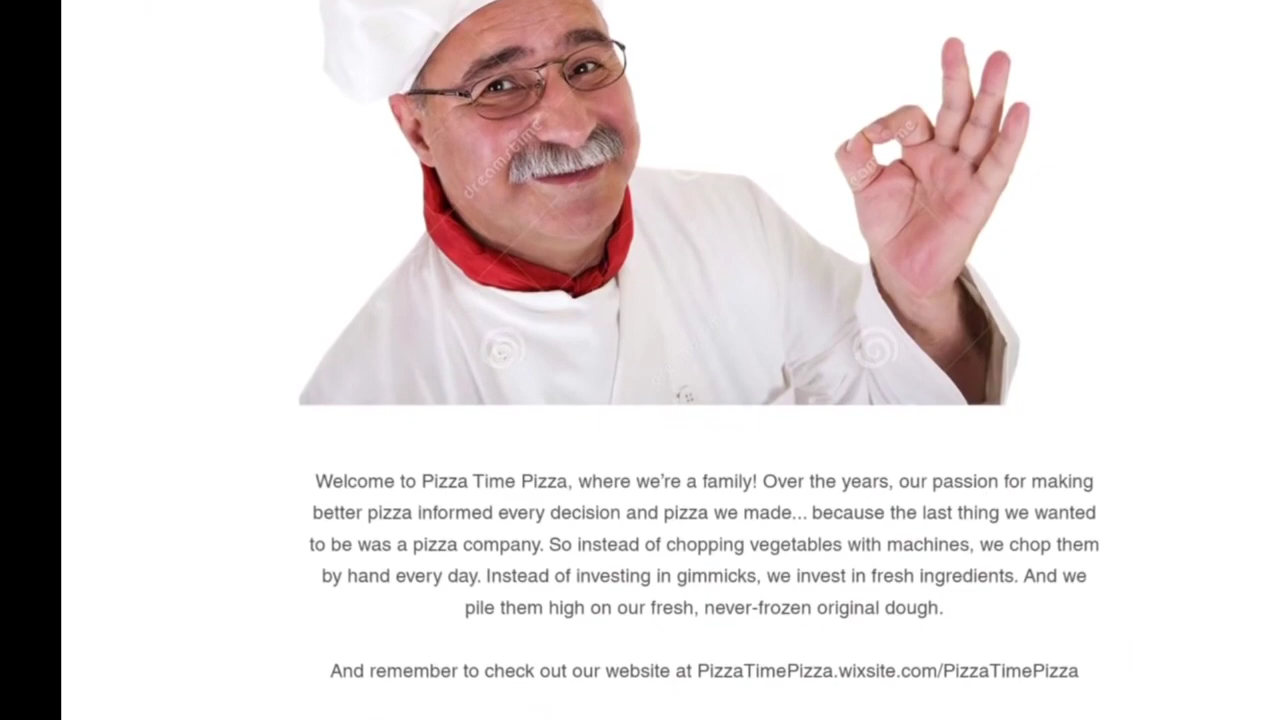 dreamstime
dreamstime
Welcome to Pizza Time Pizza, where we’re a family! Over the years, our passion for making
better pizza informed every decision and pizza we made... because the last thing we wanted
to be was a pizza company. So instead of chopping vegetables with machines, we chop them
by hand every day. Instead of investing in gimmicks, we invest in fresh ingredients. And we
pile them high on our fresh, never-frozen original dough.
And remember to check out our website at PizzaTimePizza.wixsite.com/PizzaTimePizza